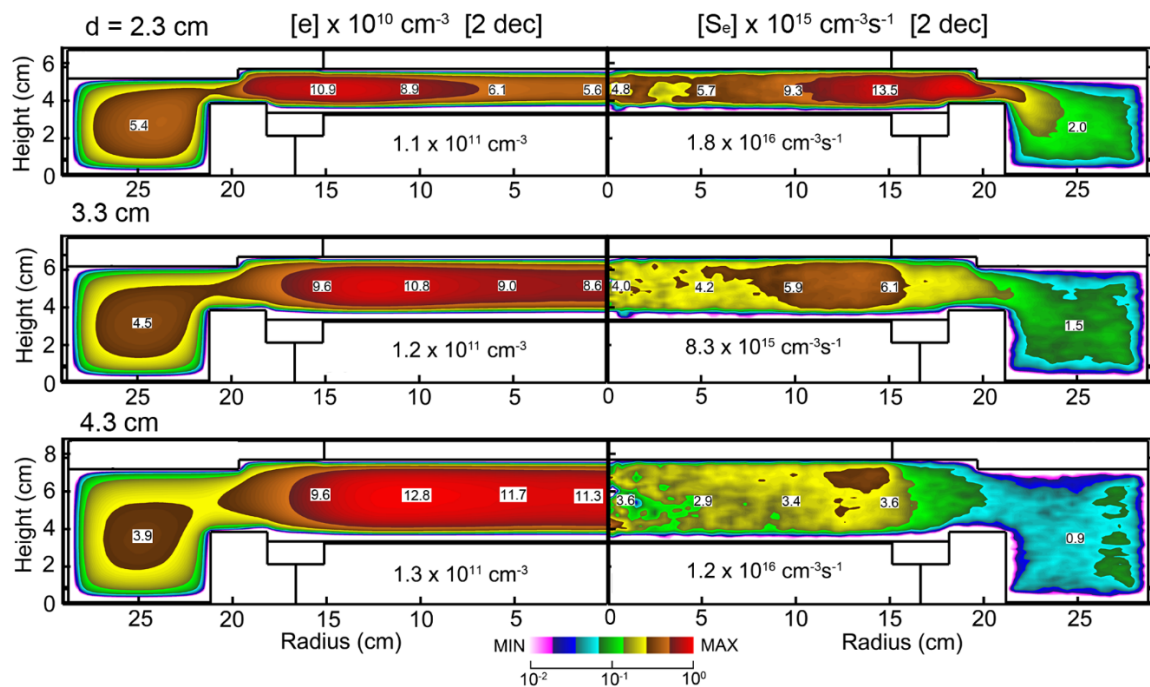 d = 2.3 cm [e] x 10¹⁰ cm⁻³ [2 dec] [Sₑ] x 10¹⁵ cm⁻³s⁻¹ [2 dec]
Height (cm)
6
4
2
0
5.4 10.9 8.9 6.1 5.6 4.8 5.7 9.3 13.5 2.0
1.1 x 10¹¹ cm⁻³ 1.8 x 10¹⁶ cm⁻³s⁻¹
25 20 15 10 5 0 5 10 15 20 25
3.3 cm
Height (cm)
6
4
2
0
4.5 9.6 10.8 9.0 8.6 4.0 4.2 5.9 6.1 1.5
1.2 x 10¹¹ cm⁻³ 8.3 x 10¹⁵ cm⁻³s⁻¹
25 20 15 10 5 0 5 10 15 20 25
4.3 cm
Height (cm)
8
6
4
2
0
3.9 9.6 12.8 11.7 11.3 3.6 2.9 3.4 3.6 0.9
1.3 x 10¹¹ cm⁻³ 1.2 x 10¹⁶ cm⁻³s⁻¹
25 20 15 10 5 0 5 10 15 20 25
Radius (cm) MIN MAX Radius (cm)
10⁻² 10⁻¹ 10⁰